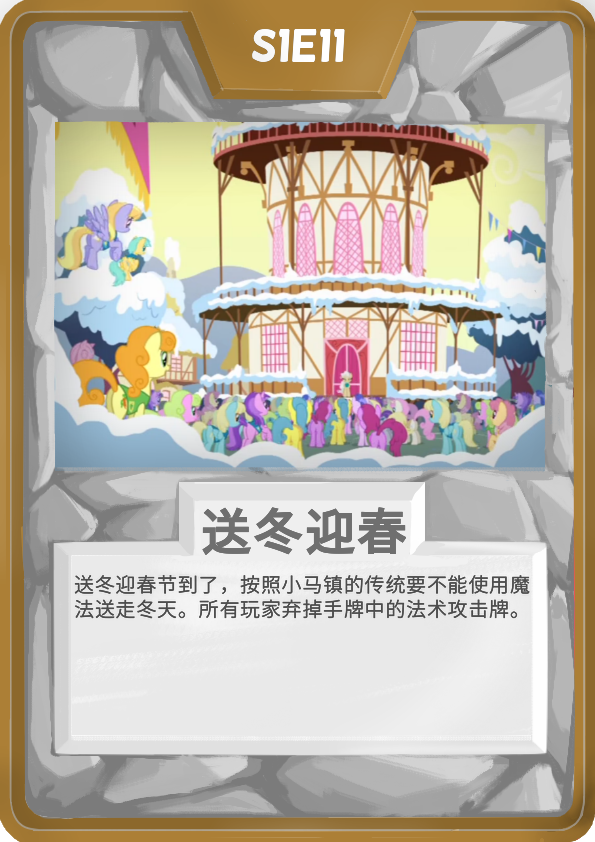 S1E11
送冬迎春
送冬迎春节到了，按照小马镇的传统要不能使用魔
法送走冬天。所有玩家弃掉手牌中的法术攻击牌。